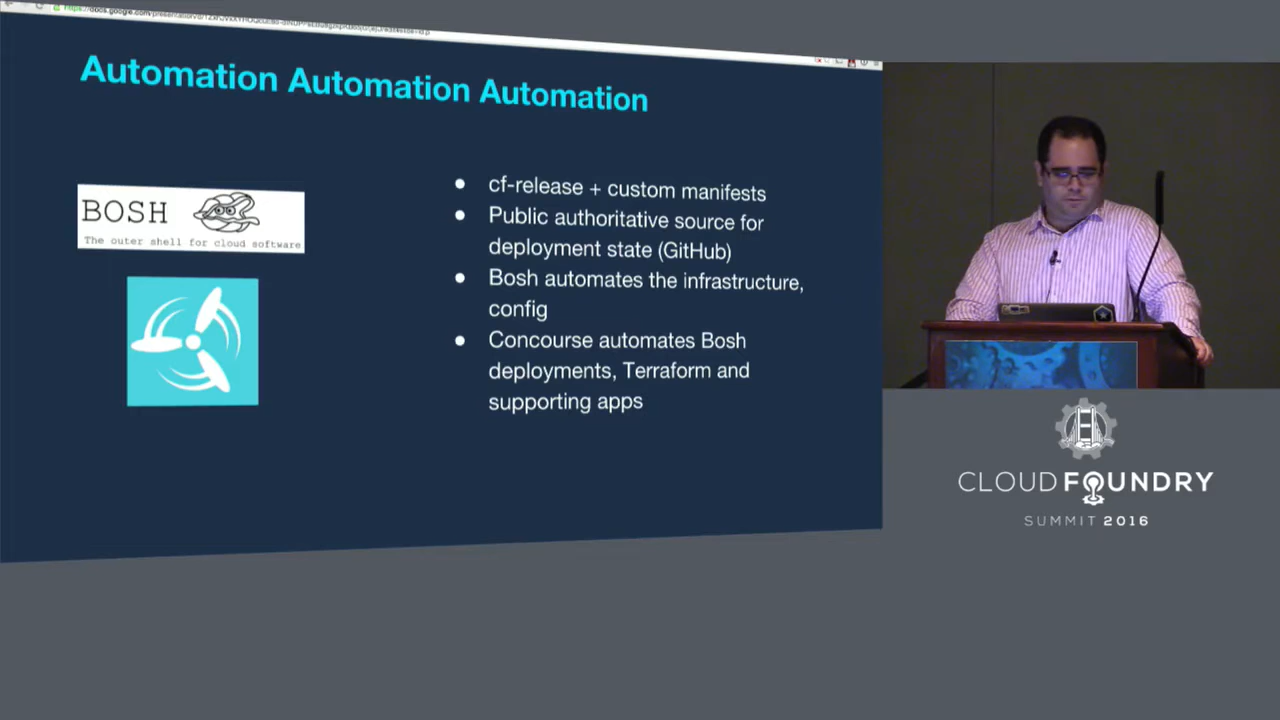 Automation Automation Automation
BOSH
The outer shell for cloud software
cf-release + custom manifests
Public authoritative source for
deployment state (GitHub)
Bosh automates the infrastructure,
config
Concourse automates Bosh
deployments, Terraform and
supporting apps
CLOUD FOUNDRY
SUMMIT 2016